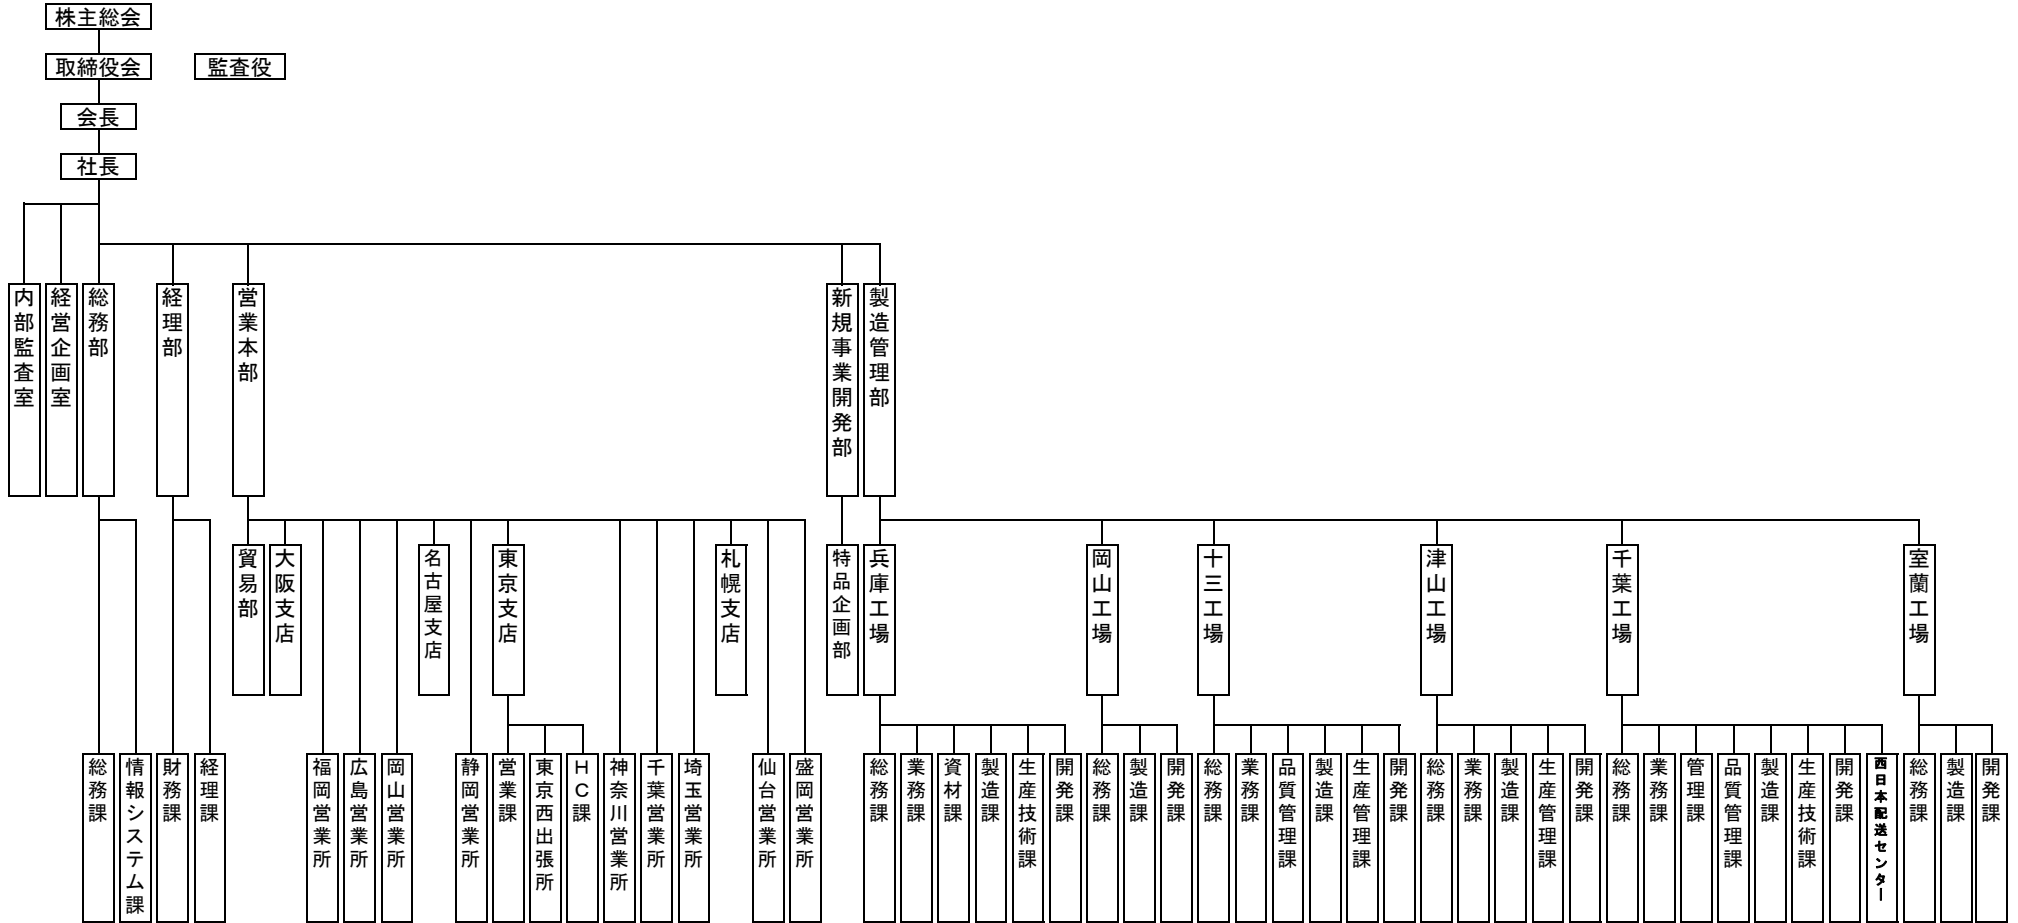 株主総会
取締役会
監査役
会長
社長
内部監査室
経営企画室
総務部
経理部
営業本部
新規事業開発部
製造管理部
貿易部
大阪支店
名古屋支店
東京支店
札幌支店
特品企画部
兵庫工場
岡山工場
十三工場
津山工場
千葉工場
室蘭工場
総務課
情報システム課
財務課
経理課
福岡営業所
広島営業所
岡山営業所
静岡営業所
営業課
東京西出張所
HC課
神奈川営業所
千葉営業所
埼玉営業所
仙台営業所
盛岡営業所
総務課
業務課
資材課
製造課
生産技術課
開発課
総務課
製造課
開発課
総務課
業務課
品質管理課
製造課
生産管理課
開発課
総務課
業務課
製造課
生産管理課
開発課
総務課
業務課
管理課
品質管理課
製造課
生産技術課
開発課
西日本配送センター
総務課
製造課
開発課